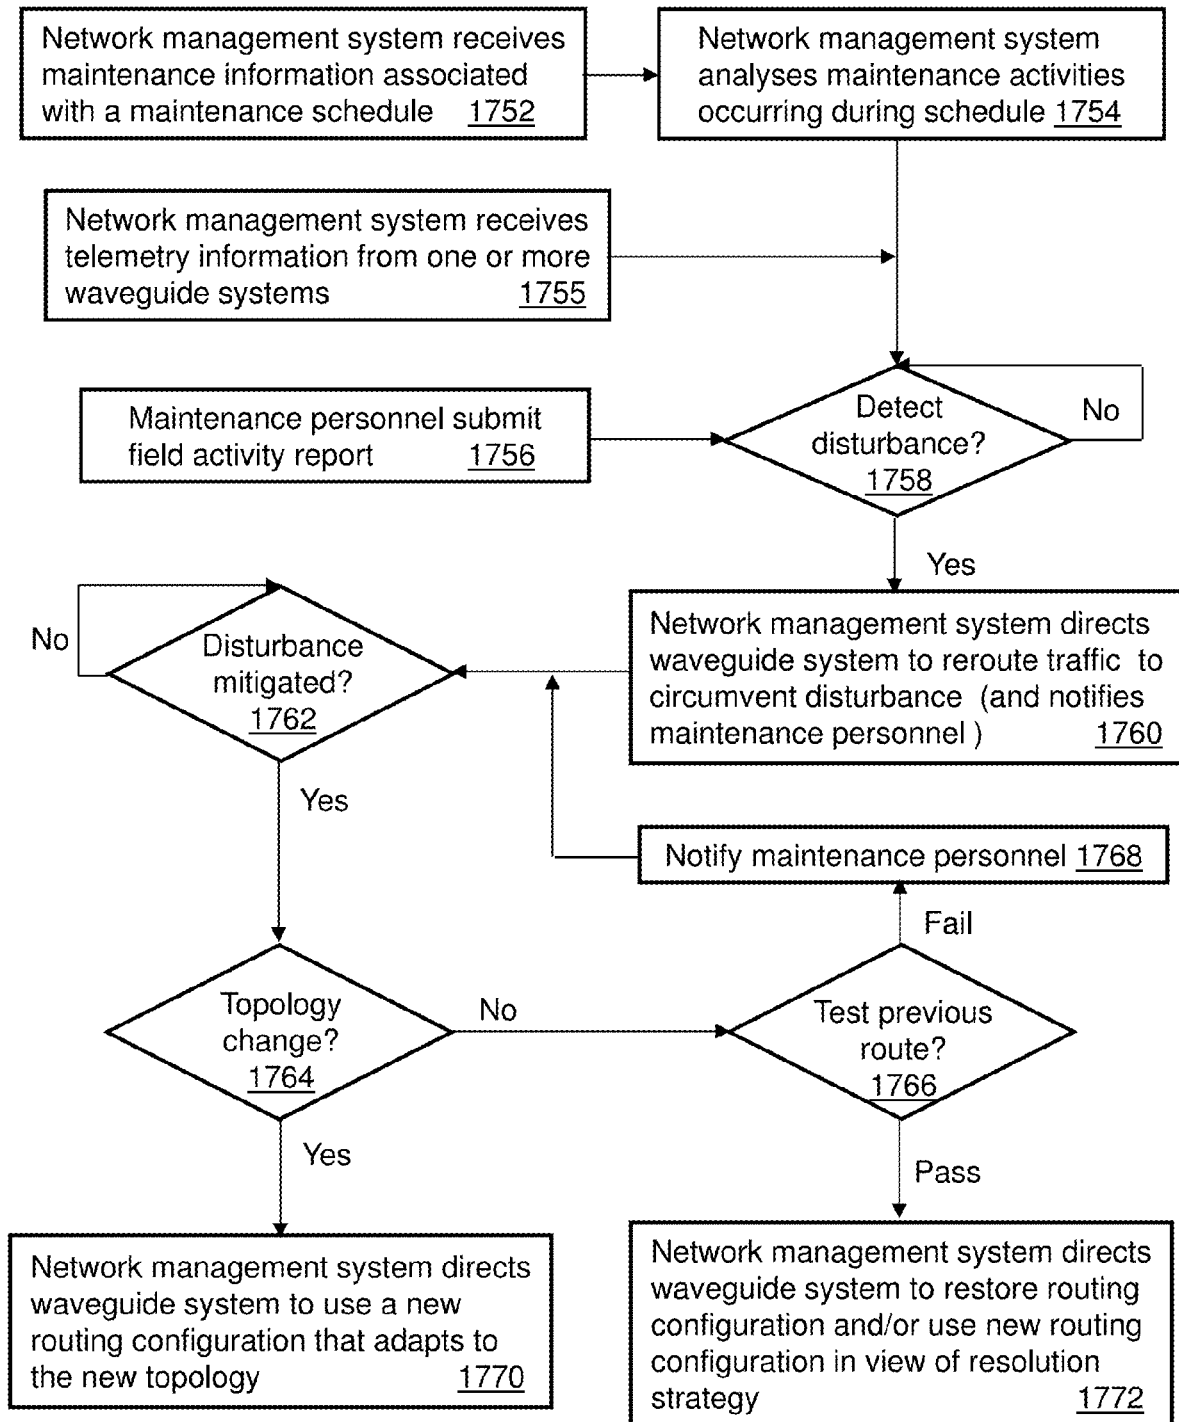 Network management system receives
maintenance information associated
with a maintenance schedule 1752
Network management system
analyses maintenance activities
occurring during schedule 1754
Network management system receives
telemetry information from one or more
waveguide systems 1755
Maintenance personnel submit
field activity report 1756
Detect
disturbance?
1758
No
Yes
Network management system directs
waveguide system to reroute traffic to
circumvent disturbance (and notifies
maintenance personnel ) 1760
Disturbance
mitigated?
1762
No
Yes
Notify maintenance personnel 1768
Fail
Topology
change?
1764
No
Test previous
route?
1766
Yes
Pass
Network management system directs
waveguide system to use a new
routing configuration that adapts to
the new topology 1770
Network management system directs
waveguide system to restore routing
configuration and/or use new routing
configuration in view of resolution
strategy 1772